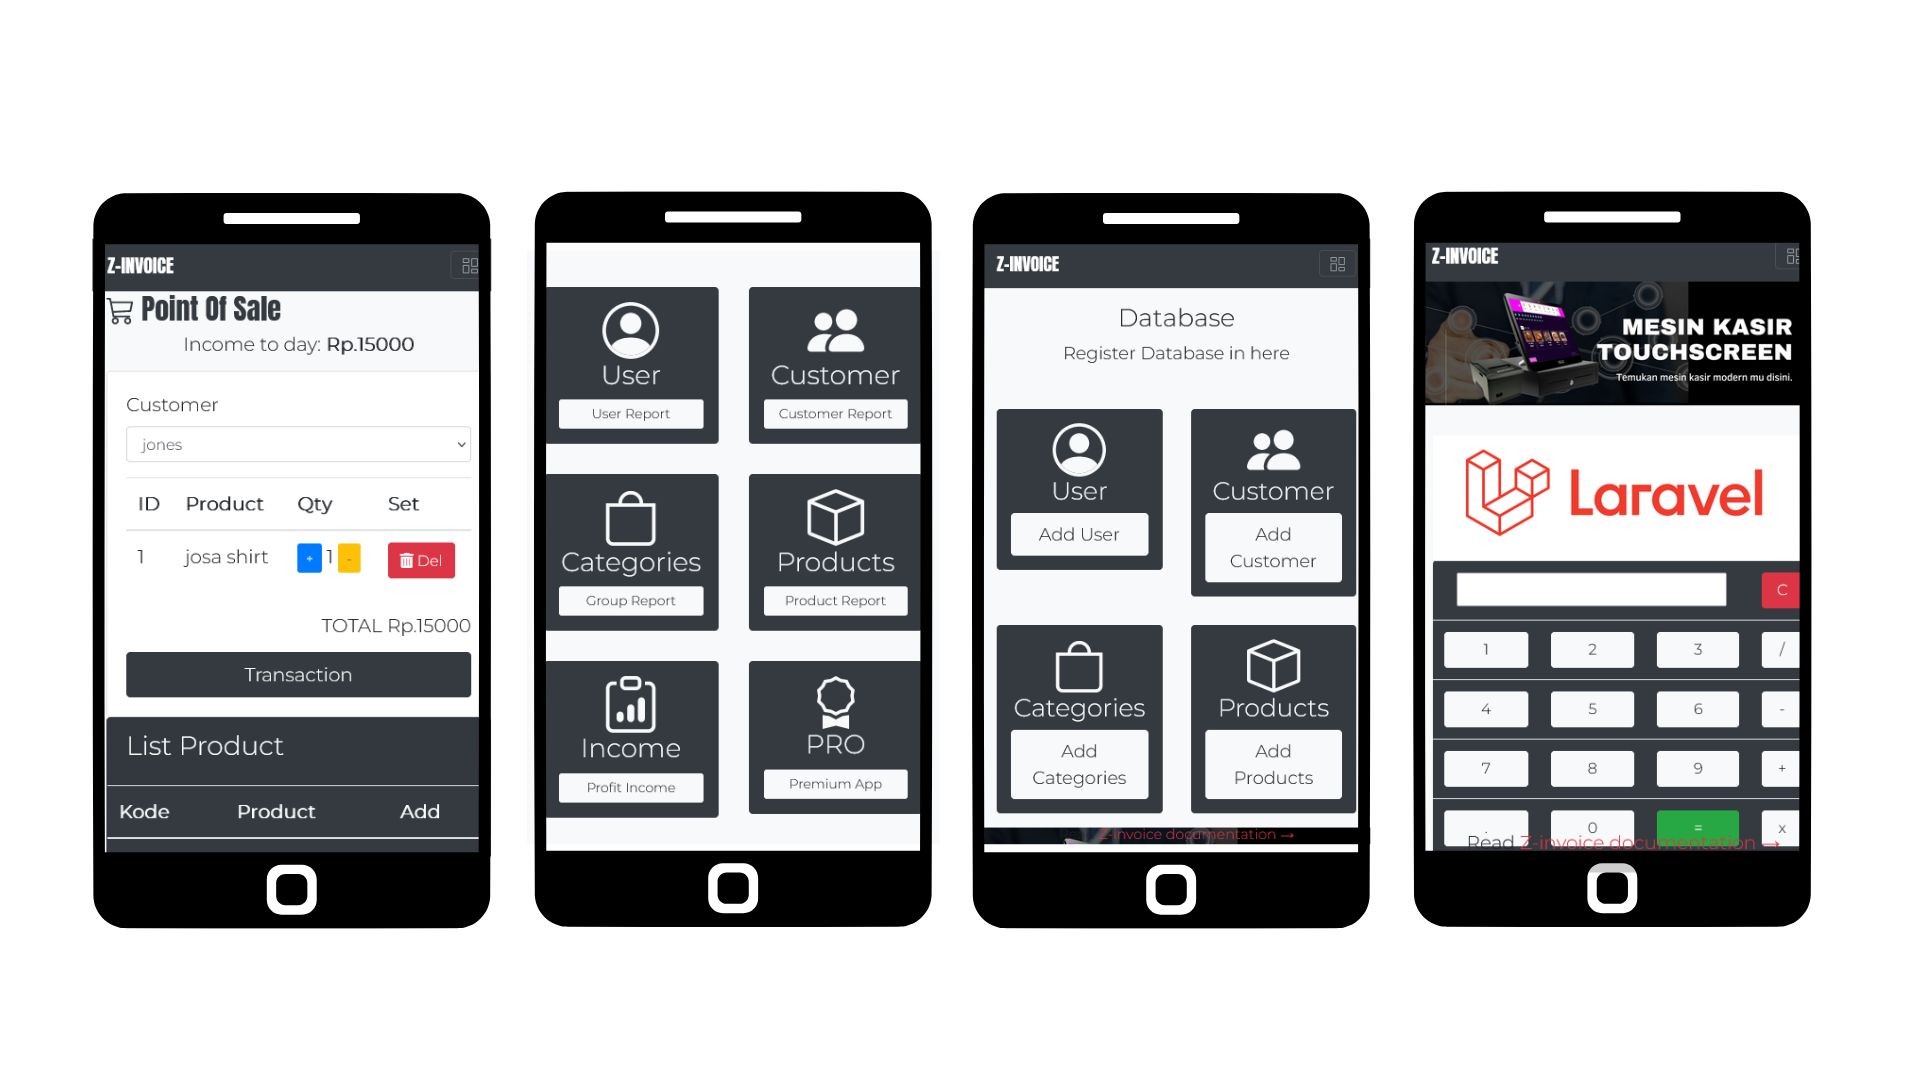 Z-INVOICE
Point Of Sale
Income to day: Rp.15000
Customer
jones
ID Product Qty Set
1 josa shirt + 1 - Del
TOTAL Rp.15000
Transaction
List Product
Kode Product Add
User Customer
User Report Customer Report
Categories Products
Group Report Product Report
Income PRO
Profit Income Premium App
Z-INVOICE
Database
Register Database in here
User Customer
Add User Add
Customer
Categories Products
Add Add
Categories Products
Z-invoice documentation →
Z-INVOICE
MESIN KASIR
TOUCHSCREEN
Temukan mesin kasir modern mu disini.
Laravel
C
1 2 3 /
4 5 6 -
7 8 9 +
. 0 = x
Read Z-invoice documentation →